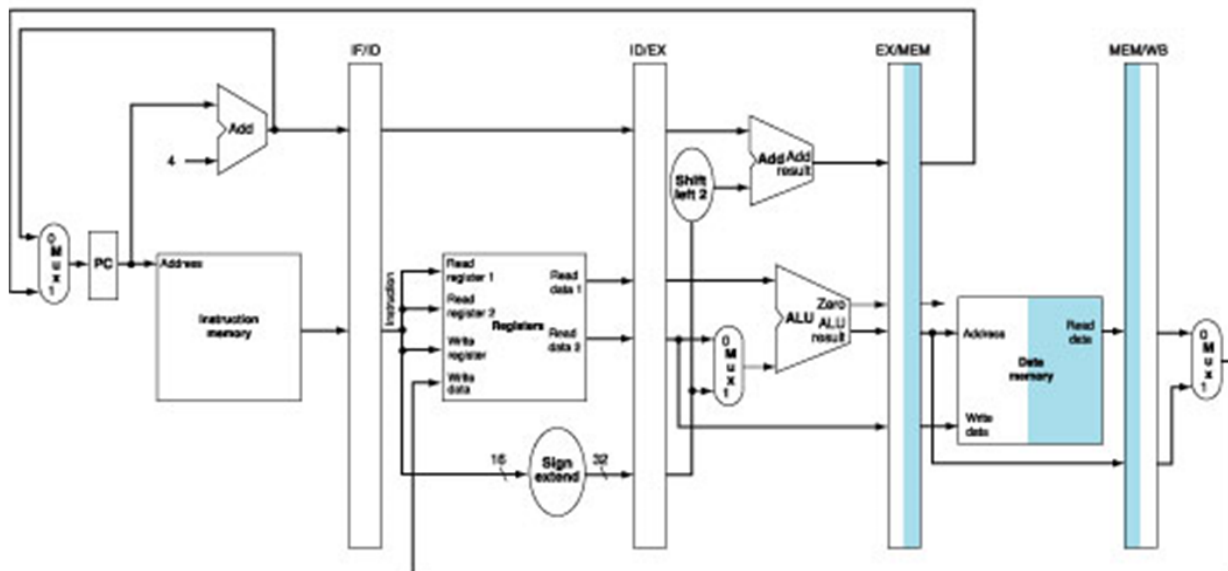 IF/ID
ID/EX
EX/MEM
MEM/WB
Add
4
Shift
left 2
Add
Add
result
0
M
u
x
1
PC
Address
Instruction
memory
Instruction
Read
register 1
Read
register 2
Write
register
Write
data
Registers
Read
data 1
Read
data 2
0
M
u
x
1
ALU
Zero
ALU
result
Address
Write
data
Data
memory
Read
data
0
M
u
x
1
16
Sign
extend
32